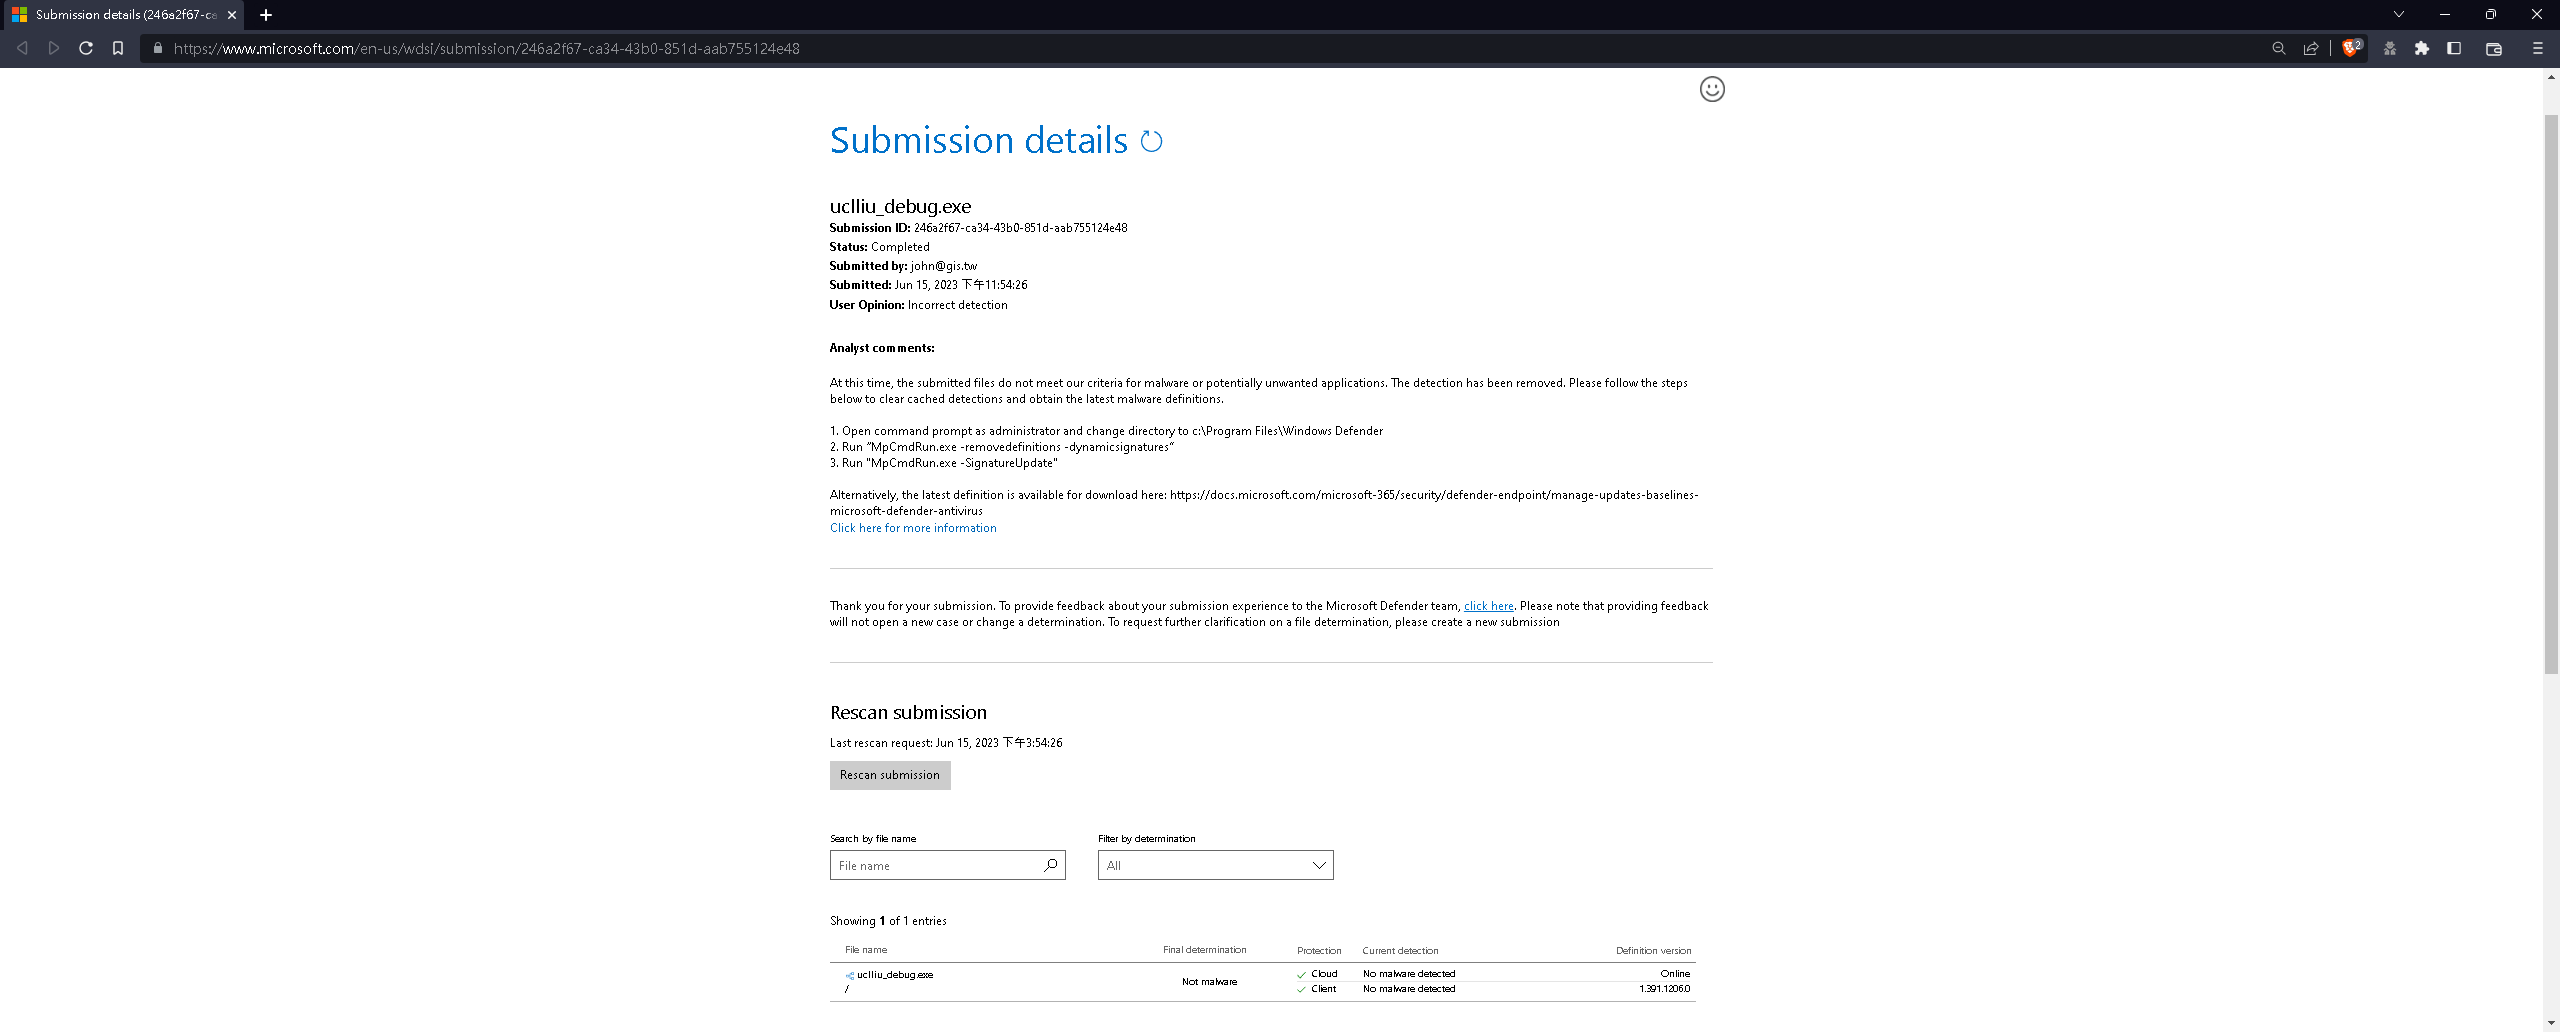 Submission details (246a2f67-ca
https://www.microsoft.com/en-us/wdsi/submission/246a2f67-ca34-43b0-851d-aab755124e48
2
Submission details
uclliu_debug.exe
Submission ID: 246a2f67-ca34-43b0-851d-aab755124e48
Status: Completed
Submitted by: john@gis.tw
Submitted: Jun 15, 2023 下午11:54:26
User Opinion: Incorrect detection
Analyst comments:
At this time, the submitted files do not meet our criteria for malware or potentially unwanted applications. The detection has been removed. Please follow the steps
below to clear cached detections and obtain the latest malware definitions.
1. Open command prompt as administrator and change directory to c:\Program Files\Windows Defender
2. Run “MpCmdRun.exe -removedefinitions -dynamicsignatures”
3. Run "MpCmdRun.exe -SignatureUpdate"
Alternatively, the latest definition is available for download here: https://docs.microsoft.com/microsoft-365/security/defender-endpoint/manage-updates-baselines-
microsoft-defender-antivirus
Click here for more information
Thank you for your submission. To provide feedback about your submission experience to the Microsoft Defender team, click here. Please note that providing feedback
will not open a new case or change a determination. To request further clarification on a file determination, please create a new submission
Rescan submission
Last rescan request: Jun 15, 2023 下午3:54:26
Rescan submission
Search by file name
Filter by determination
File name
All
Showing 1 of 1 entries
File name Final determination Protection Current detection Definition version
uclliu_debug.exe Cloud No malware detected Online
Not malware
/ Client No malware detected 1.391.1206.0